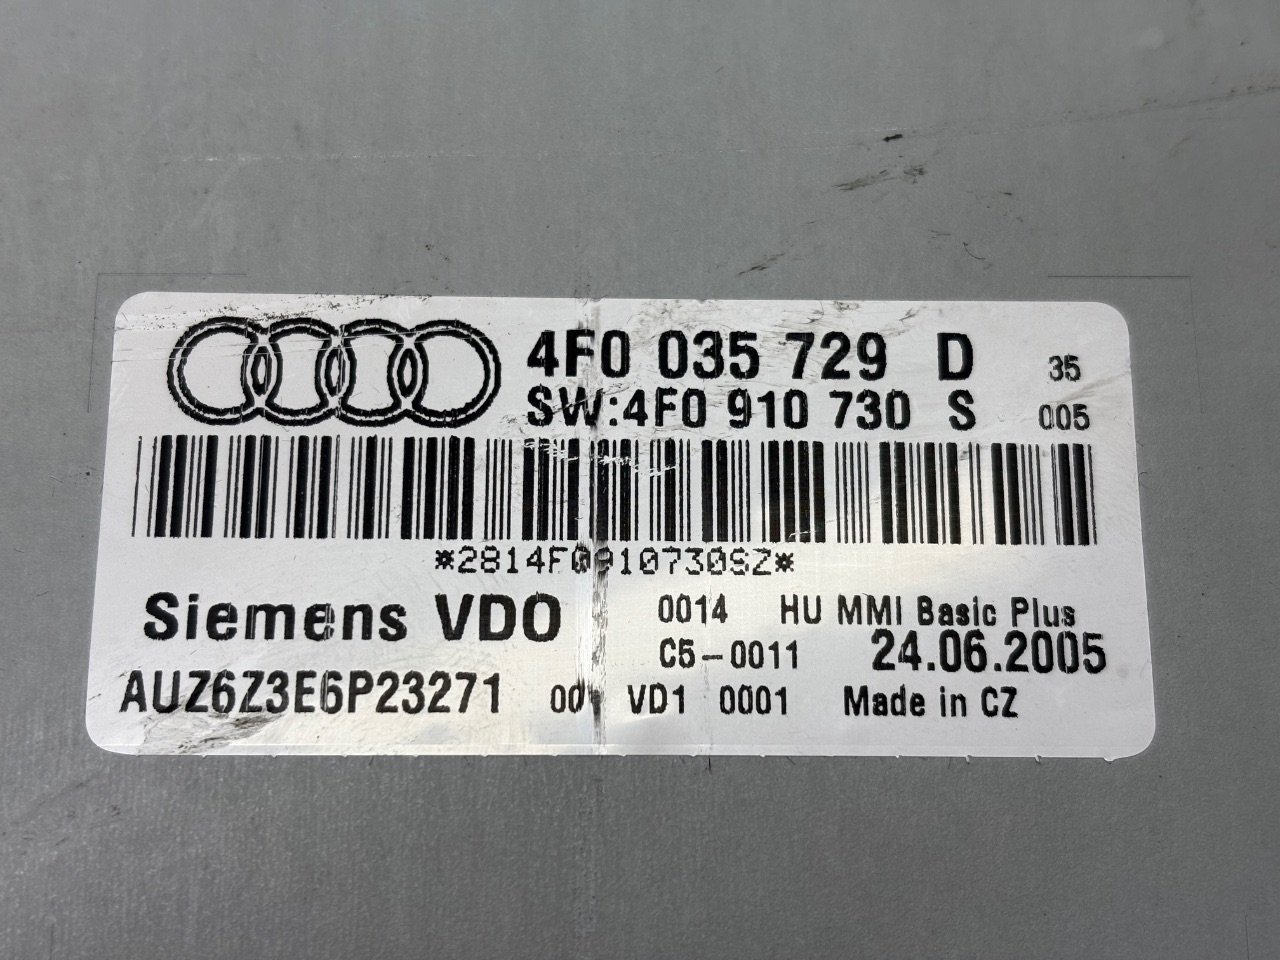 4F0 035 729 D 35
SW:4F0 910 730 S 005
*2814F0910730SZ*
Siemens VDO 0014 HU MMI Basic Plus
C5-0011 24.06.2005
AUZ6Z3E6P23271 001 VD1 0001 Made in CZ